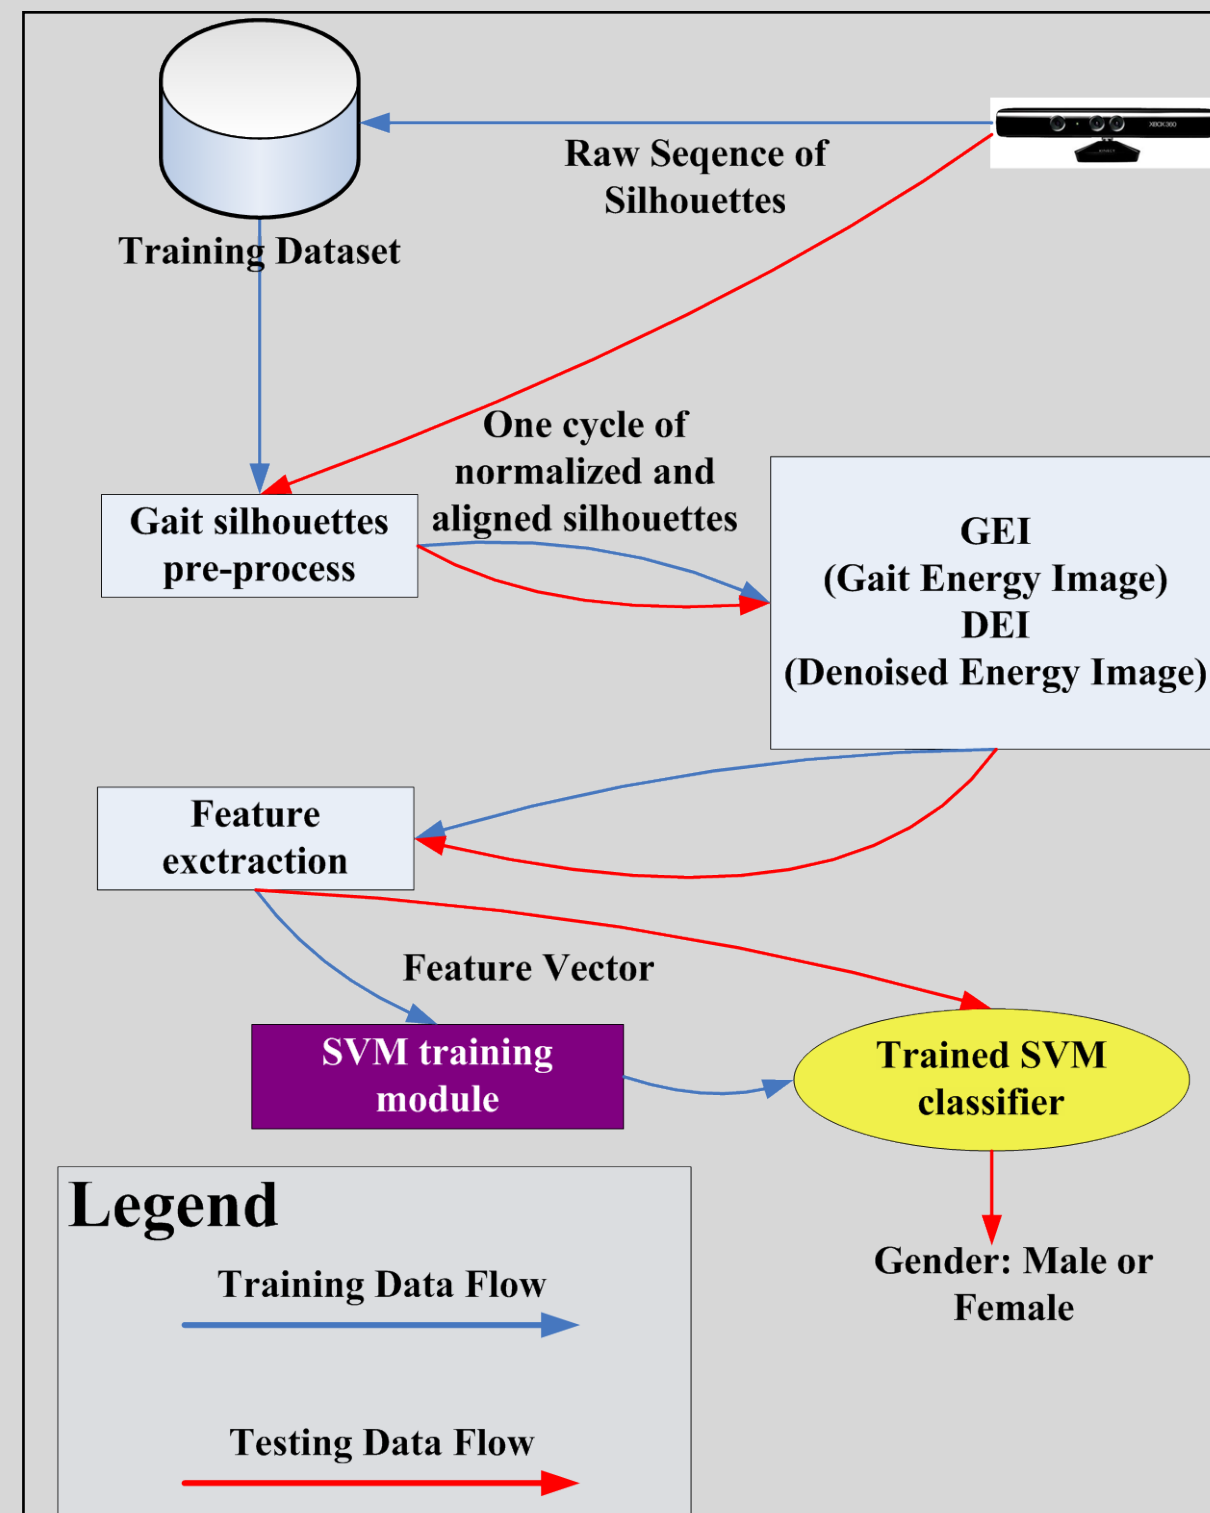 XBOX360
Raw Seqence of
Silhouettes
Training Dataset
One cycle of
normalized and
aligned silhouettes
Gait silhouettes
pre-process
GEI
(Gait Energy Image)
DEI
(Denoised Energy Image)
Feature
exctraction
Feature Vector
SVM training
module
Trained SVM
classifier
Gender: Male or
Female
Legend
Training Data Flow
Testing Data Flow